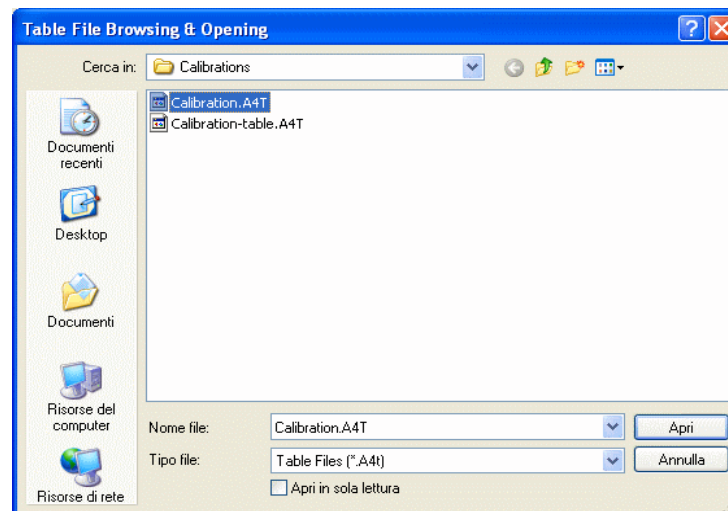 Table File Browsing & Opening
Cerca in:
Calibrations
Calibration.A4T
Calibration-table.A4T
Documenti
recenti
Desktop
Documenti
Risorse del
computer
Risorse di rete
Nome file:
Calibration.A4T
Apri
Tipo file:
Table Files (*.A4t)
Annulla
Apri in sola lettura